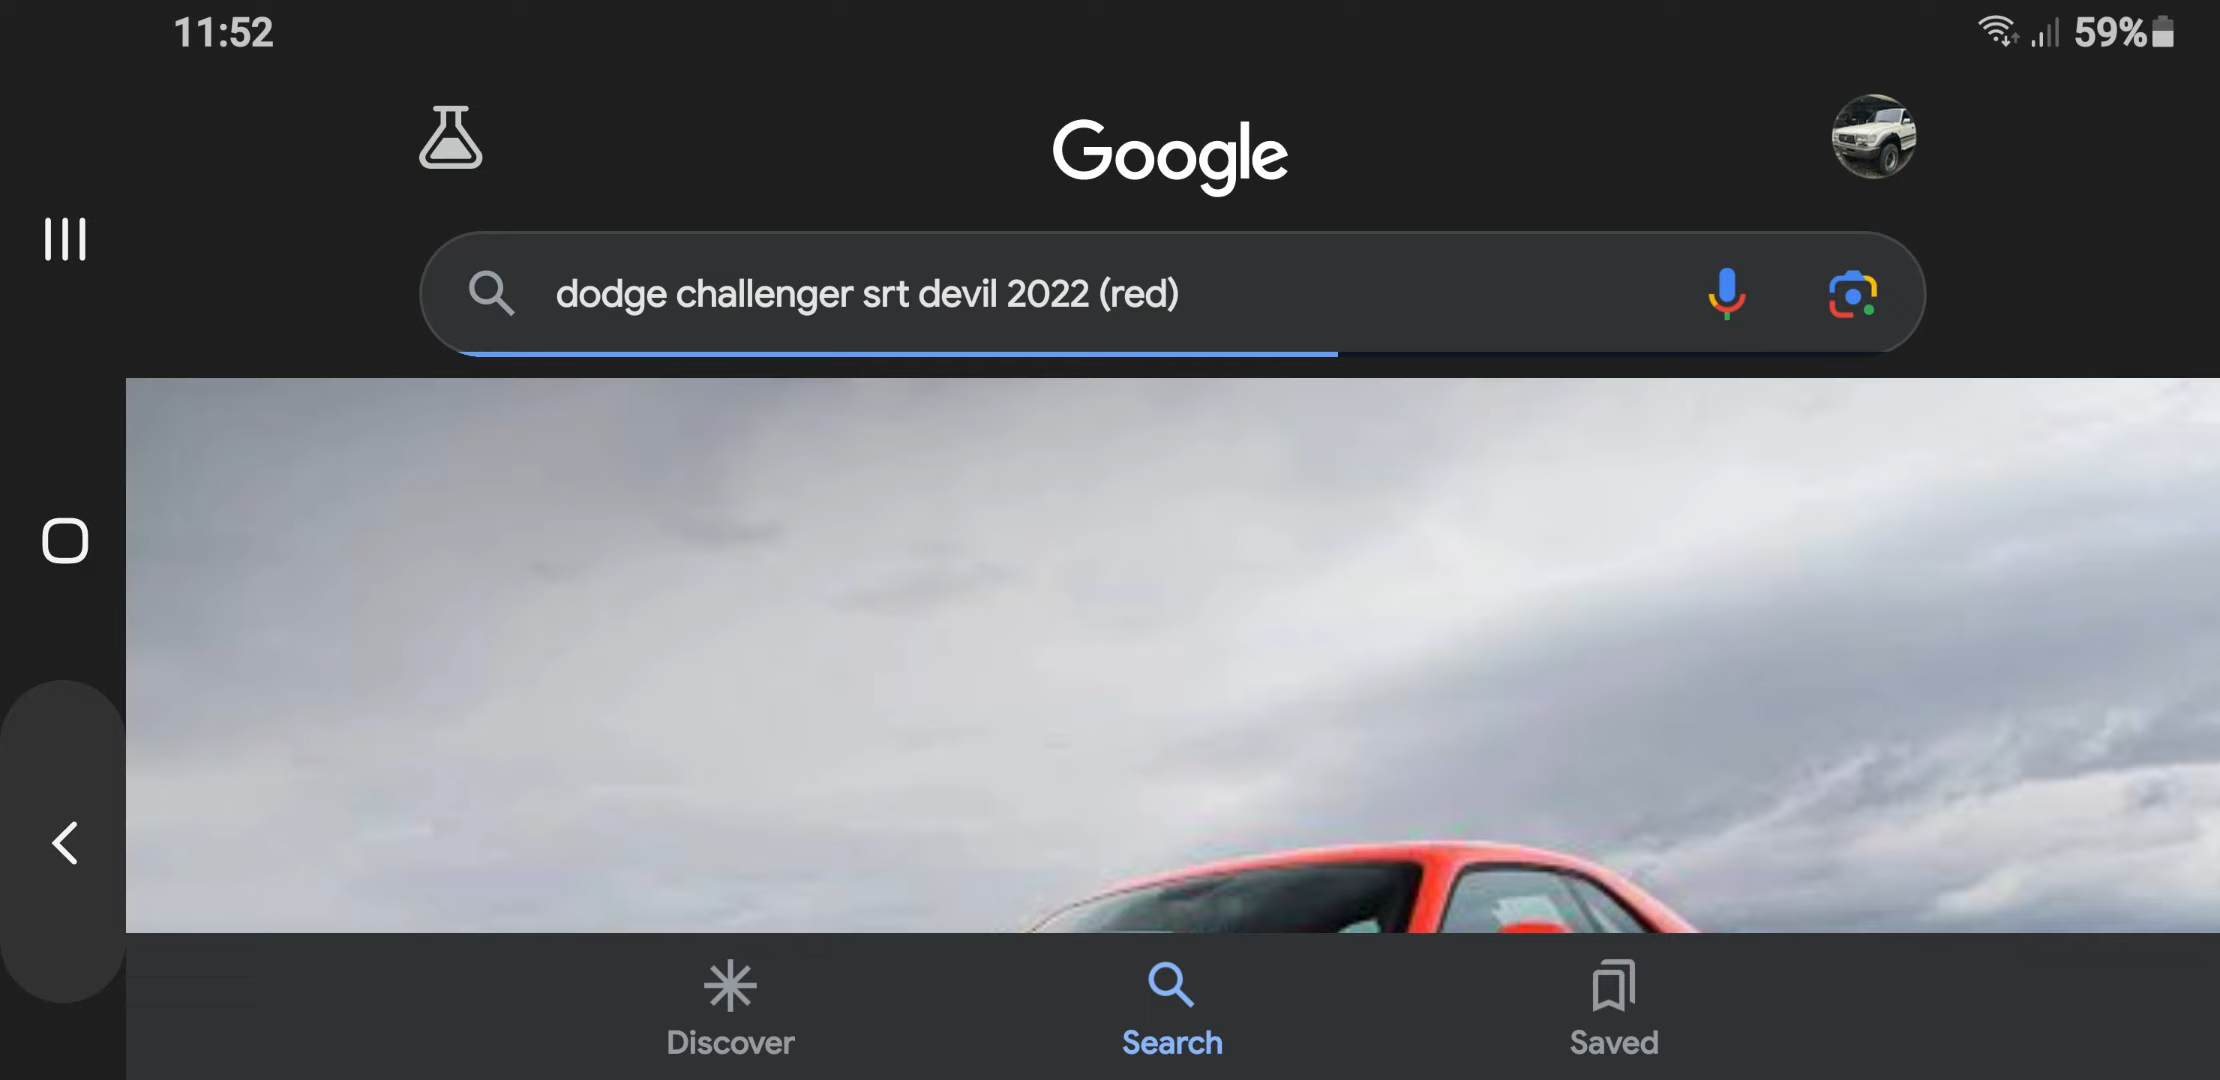 11:52
59%
Google
dodge challenger srt devil 2022 (red)
Discover
Search
Saved